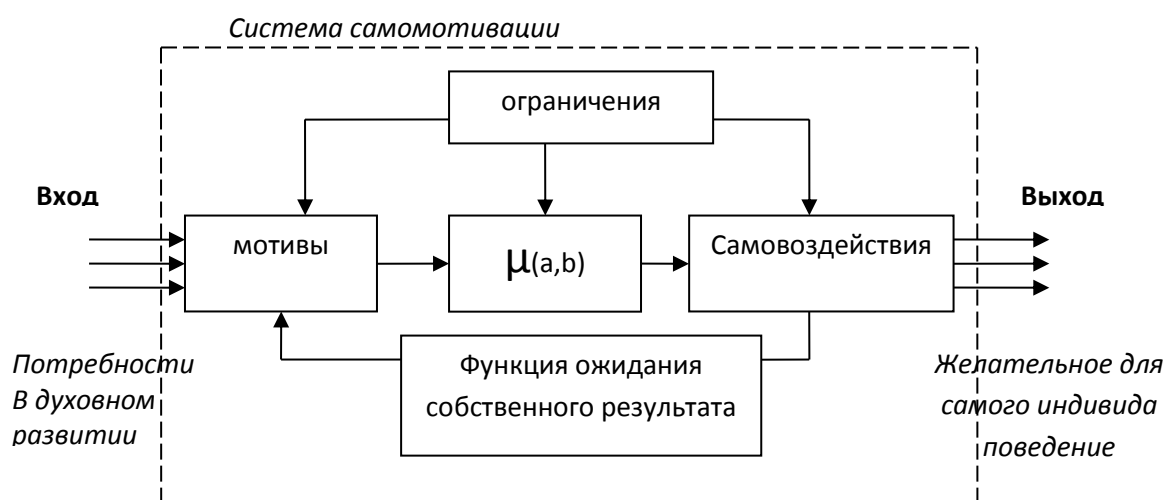 Система самомотивации
ограничения
Вход
Выход
мотивы
μ(a,b)
Самовоздействия
Потребности
В духовном
развитии
Функция ожидания
собственного результата
Желательное для
самого индивида
поведение